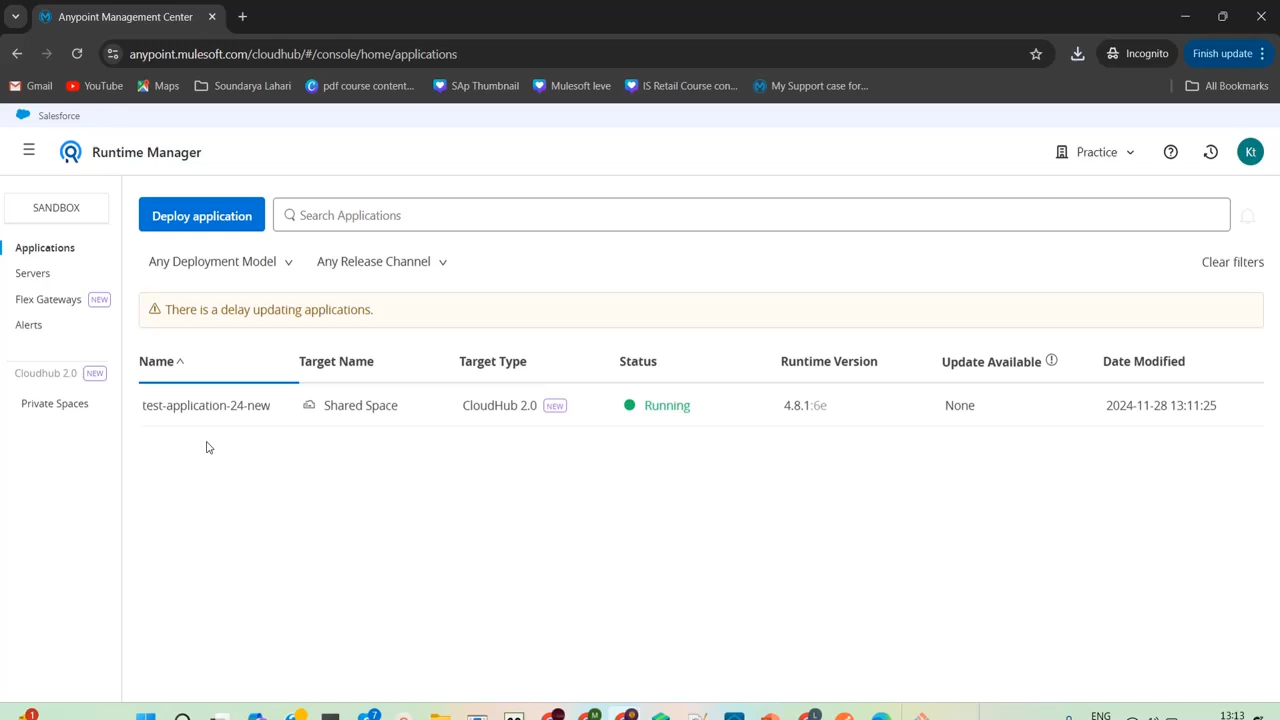 Anypoint Management Center
anypoint.mulesoft.com/cloudhub/#/console/home/applications
Incognito
Finish update
Gmail
YouTube
Maps
Soundarya Lahari
pdf course content...
SAp Thumbnail
Mulesoft leve
IS Retail Course con...
My Support case for...
All Bookmarks
Salesforce
Runtime Manager
Practice
Kt
SANDBOX
Applications
Servers
Flex Gateways NEW
Alerts
Cloudhub 2.0 NEW
Private Spaces
Deploy application
Search Applications
Any Deployment Model
Any Release Channel
Clear filters
There is a delay updating applications.
Name Target Name Target Type Status Runtime Version Update Available Date Modified
test-application-24-new Shared Space CloudHub 2.0 NEW Running 4.8.1:6e None 2024-11-28 13:11:25
1
7
ENG
13:13